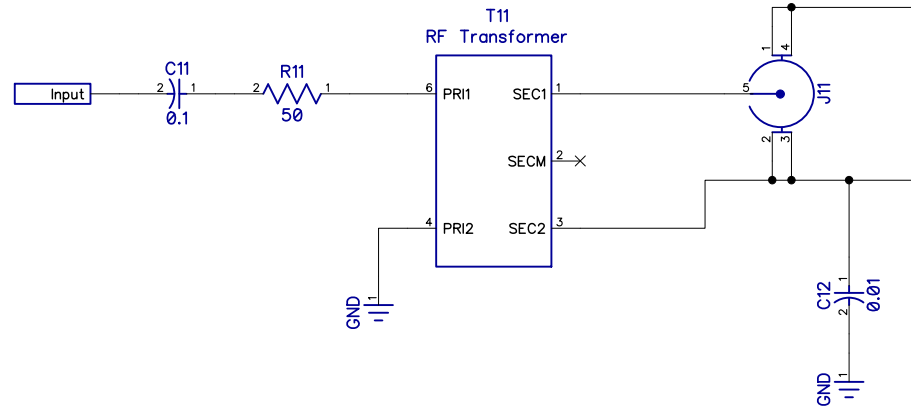 T11
RF Transformer
1
4
C11
R11
Input
2
1
2
1
6
PRI1
SEC1
1
5
J11
0.1
50
2
3
SECM
2
4
PRI2
SEC2
3
GND
1
C12
1
2
0.01
GND
1